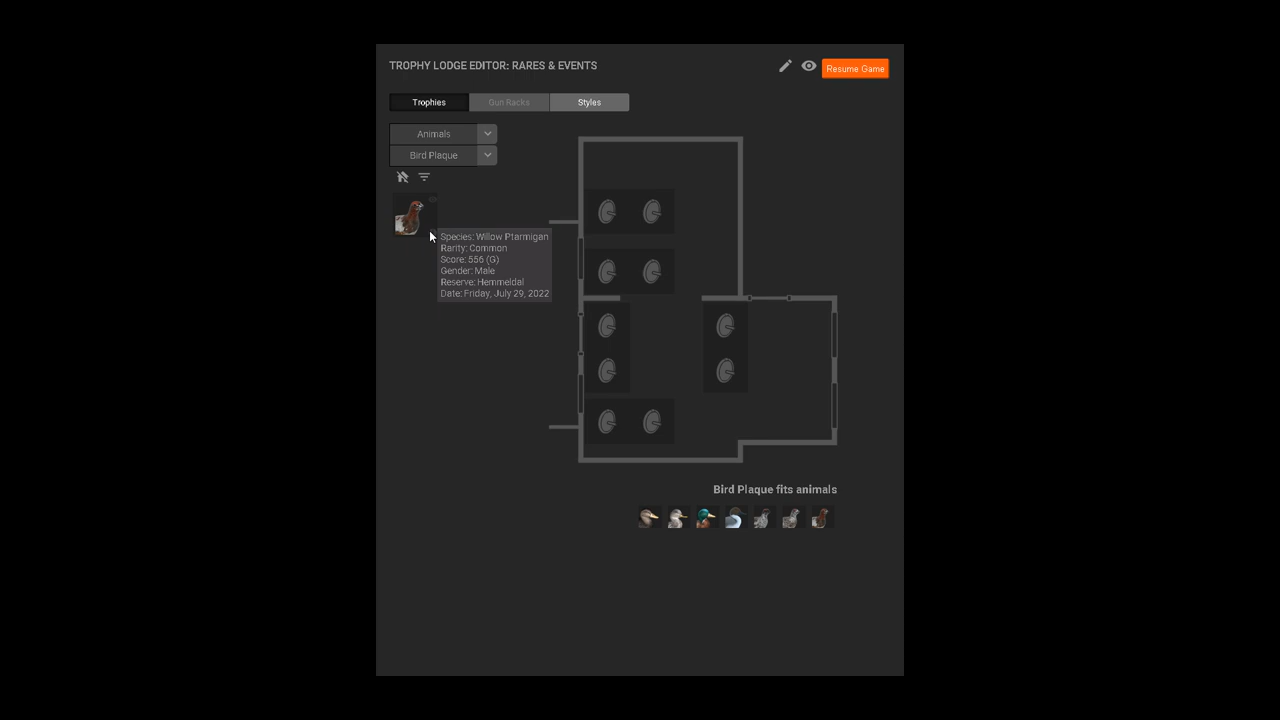 TROPHY LODGE EDITOR: RARES & EVENTS
Resume Game
Trophies
Gun Racks
Styles
Animals
Bird Plaque
Species: Willow Ptarmigan
Rarity: Common
Score: 556 (G)
Gender: Male
Reserve: Hemmeldal
Date: Friday, July 29, 2022
Bird Plaque fits animals